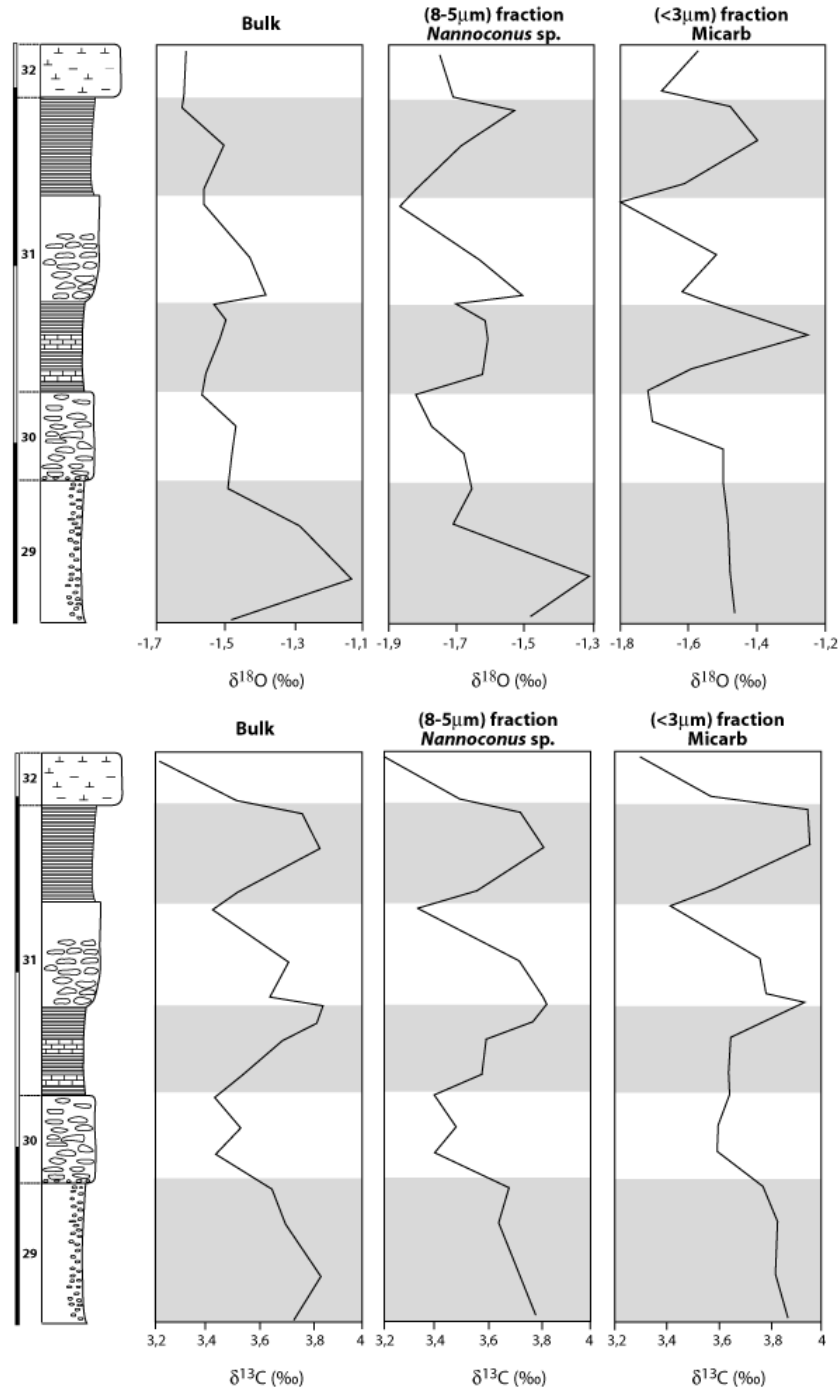 Bulk
(8-5μm) fraction
Nannoconus sp.
(<3μm) fraction
Micarb
32
31
30
29
-1,7
-1,5
-1,3
-1,1
-1,9
-1,7
-1,5
-1,3
-1,8
-1,6
-1,4
-1,2
δ18O (‰)
δ18O (‰)
δ18O (‰)
Bulk
(8-5μm) fraction
Nannoconus sp.
(<3μm) fraction
Micarb
32
31
30
29
3,2
3,4
3,6
3,8
4
3,2
3,4
3,6
3,8
4
3,2
3,4
3,6
3,8
4
δ13C (‰)
δ13C (‰)
δ13C (‰)